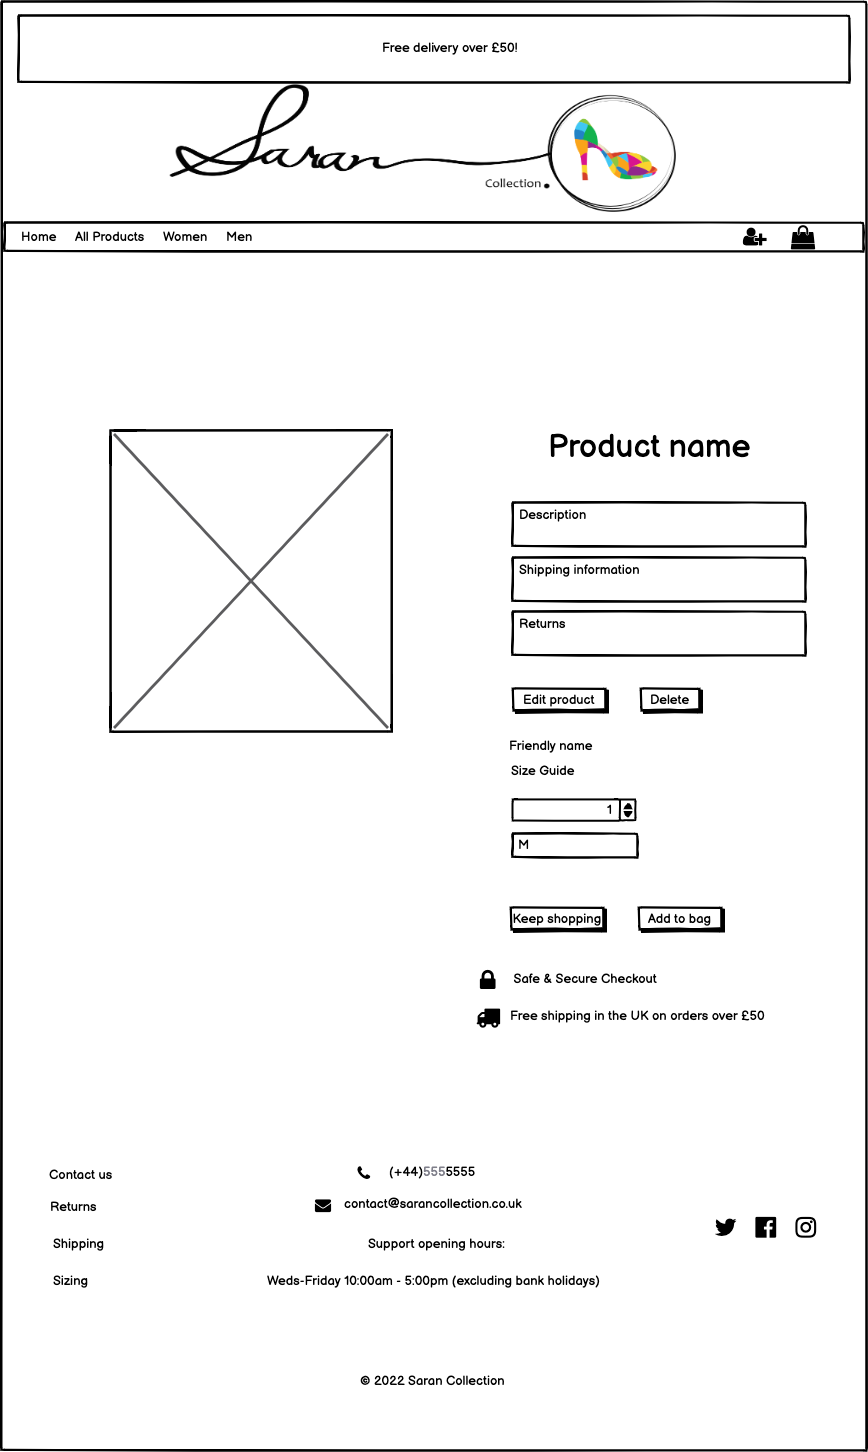 Free delivery over £50!
Saran
Collection.
Home All Products Women Men
Product name
Description
Shipping information
Returns
Edit product Delete
Friendly name
Size Guide
1
M
Keep shopping Add to bag
Safe & Secure Checkout
Free shipping in the UK on orders over £50
Contact us
Returns
Shipping
Sizing
(+44)5555555
contact@sarancollection.co.uk
Support opening hours:
Weds-Friday 10:00am - 5:00pm (excluding bank holidays)
© 2022 Saran Collection